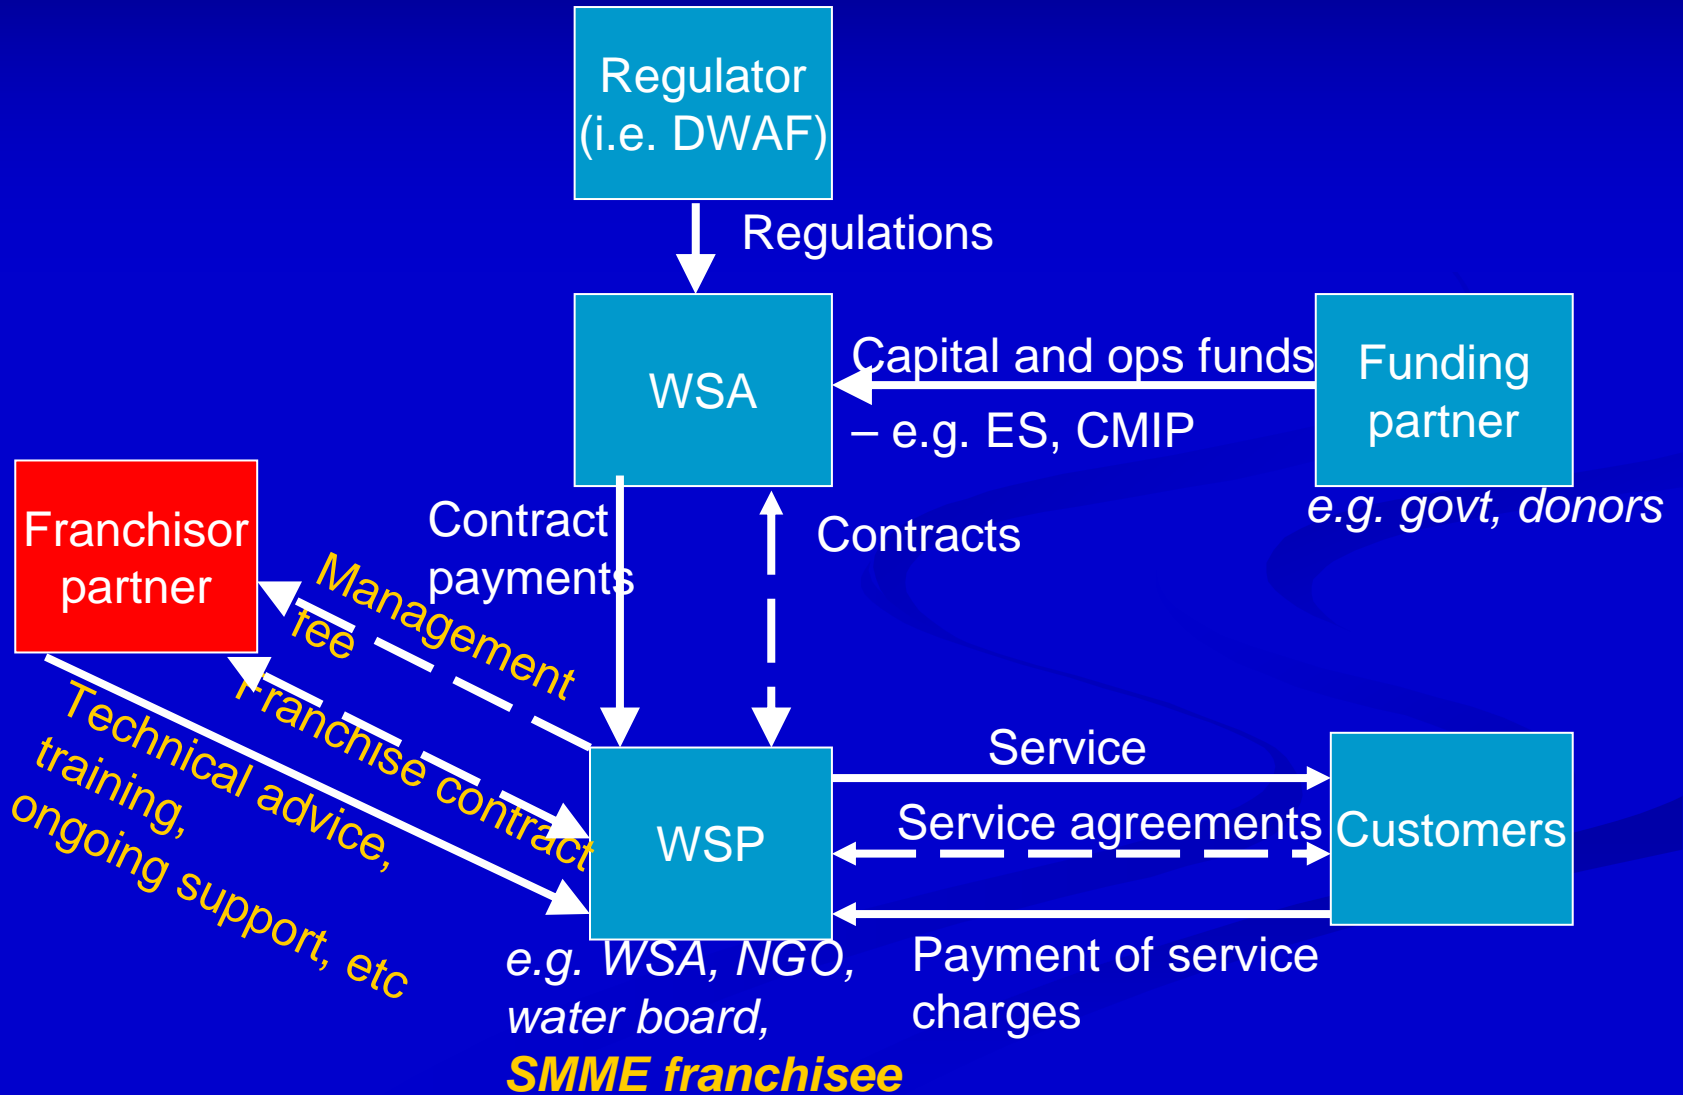 Regulator
(i.e. DWAF)
Regulations
WSA
Capital and ops funds
– e.g. ES, CMIP
Funding
partner
e.g. govt, donors
Franchisor
partner
Contract
payments
Contracts
Management
fee
Franchise contract
Technical advice,
training,
ongoing support, etc
WSP
e.g. WSA, NGO,
water board,
SMME franchisee
Service
Service agreements
Payment of service
charges
Customers